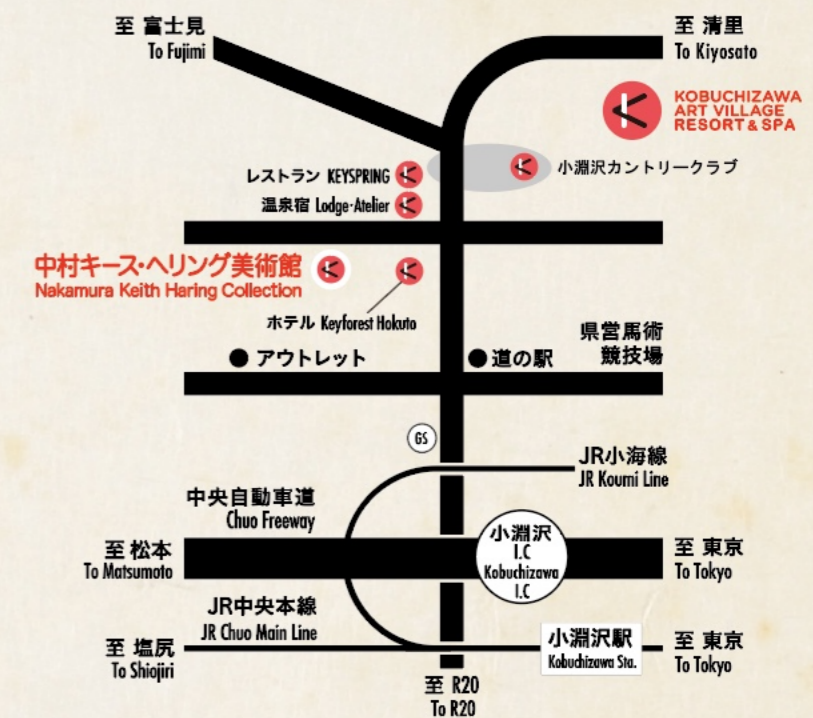 至 富士見
To Fujimi
至 清里
To Kiyosato
KOBUCHIZAWA
ART VILLAGE
RESORT & SPA
レストラン KEYSPRING
小淵沢カントリークラブ
温泉宿 Lodge·Atelier
中村キース・ヘリング美術館
Nakamura Keith Haring Collection
ホテル Keyforest Hokuto
県営馬術
競技場
アウトレット
道の駅
GS
JR小海線
JR Koumi Line
中央自動車道
Chuo Freeway
至 松本
To Matsumoto
小淵沢
I.C
Kobuchizawa
I.C
至 東京
To Tokyo
JR中央本線
JR Chuo Main Line
至 塩尻
To Shiojiri
小淵沢駅
Kobuchizawa Sta.
至 東京
To Tokyo
至 R20
To R20